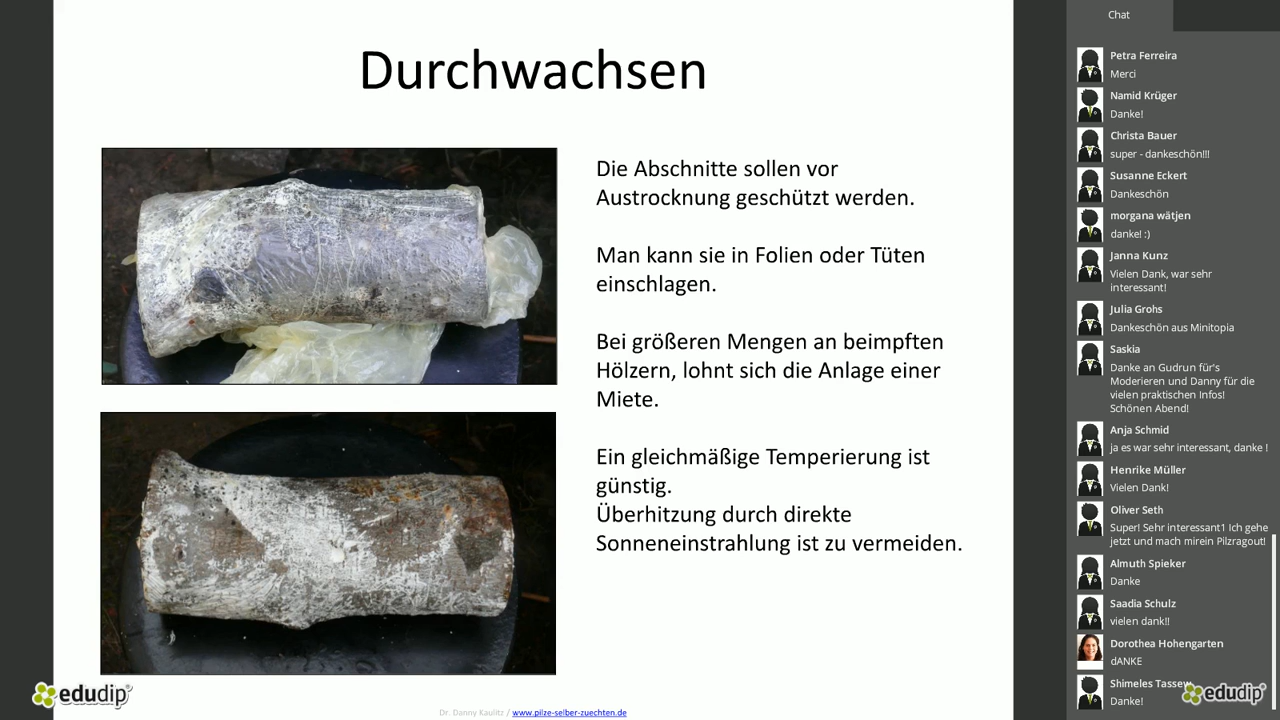 Durchwachsen
Die Abschnitte sollen vor
Austrocknung geschützt werden.
Man kann sie in Folien oder Tüten
einschlagen.
Bei größeren Mengen an beimpften
Hölzern, lohnt sich die Anlage einer
Miete.
Ein gleichmäßige Temperierung ist
günstig.
Überhitzung durch direkte
Sonneneinstrahlung ist zu vermeiden.
edudip
Dr. Danny Kaulitz / www.pilze-selber-zuechten.de
Chat
Petra Ferreira
Merci
Namid Krüger
Danke!
Christa Bauer
super - dankeschön!!!
Susanne Eckert
Dankeschön
morgana wätjen
danke! :)
Janna Kunz
Vielen Dank, war sehr
interessant!
Julia Grohs
Dankeschön aus Minitopia
Saskia
Danke an Gudrun für's
Moderieren und Danny für die
vielen praktischen Infos!
Schönen Abend!
Anja Schmid
ja es war sehr interessant, danke !
Henrike Müller
Vielen Dank!
Oliver Seth
Super! Sehr interessant1 Ich gehe
jetzt und mach mirein Pilzragout!
Almuth Spieker
Danke
Saadia Schulz
vielen dank!!
Dorothea Hohengarten
dANKE
Shimeles
Danke!
edudip